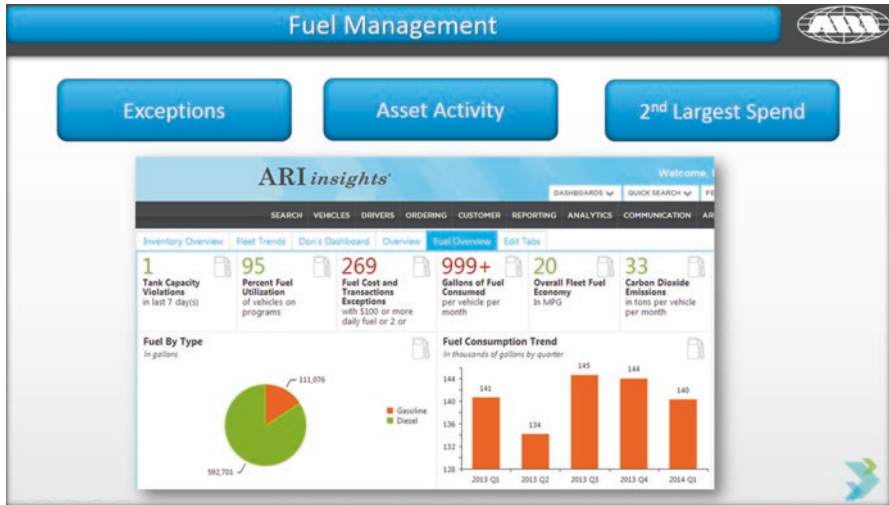 Fuel Management
ARI
Exceptions
Asset Activity
2nd Largest Spend
ARI insights
Welcome,
DASHBOARDS
QUICK SEARCH
FE
SEARCH VEHICLES DRIVERS ORDERING CUSTOMER REPORTING ANALYTICS COMMUNICATION AR
Inventory Overview Fleet Trends Don's Dashboard Overview Fuel Overview Edit Tabs
1
Tank Capacity
Violations
in last 7 day(s)
95
Percent Fuel
Utilization
of vehicles on
programs
269
Fuel Cost and
Transactions
Exceptions
with $100 or more
daily fuel or 2 or
999+
Gallons of Fuel
Consumed
per vehicle per
month
20
Overall Fleet Fuel
Economy
In MPG
33
Carbon Dioxide
Emissions
in tons per vehicle
per month
Fuel By Type
In gallons
111,076
592,701
Gasoline
Diesel
Fuel Consumption Trend
In thousands of gallons by quarter
144
140
136
132
128
141
134
145
144
140
2013 Q1 2013 Q2 2013 Q3 2013 Q4 2014 Q1